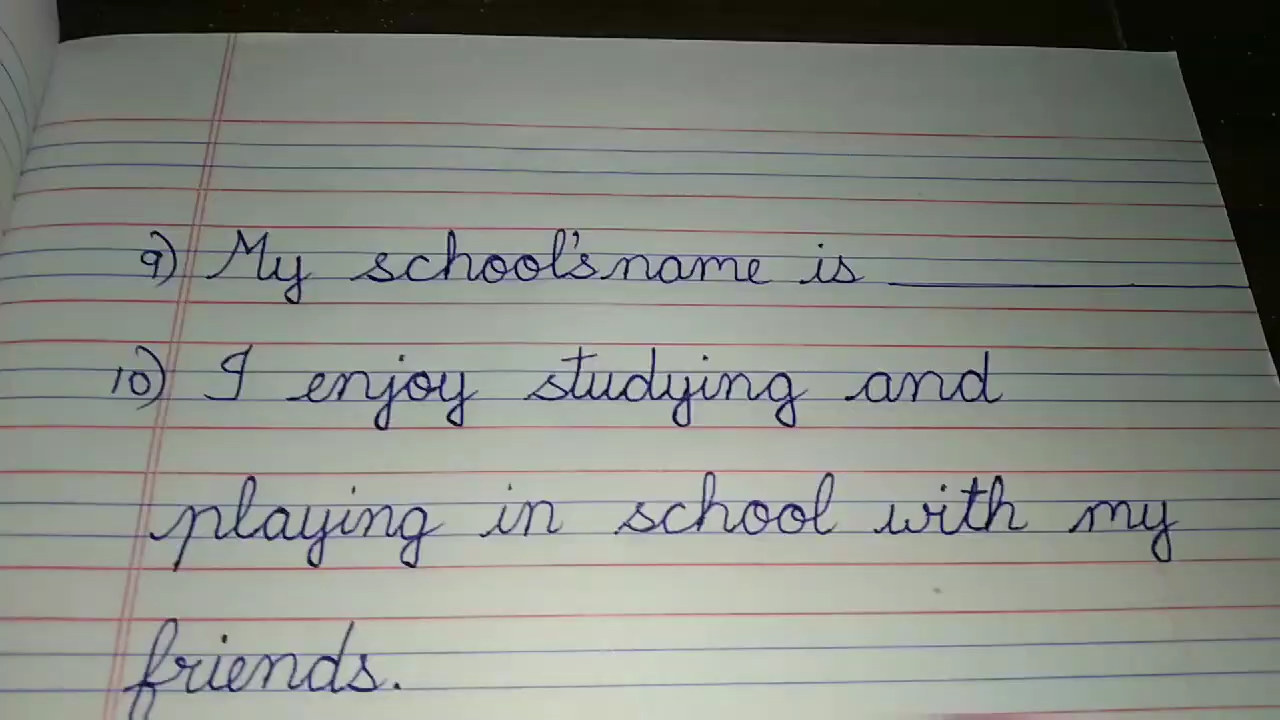 9) My school's name is ___________
10) I enjoy studying and
playing in school with my
friends.